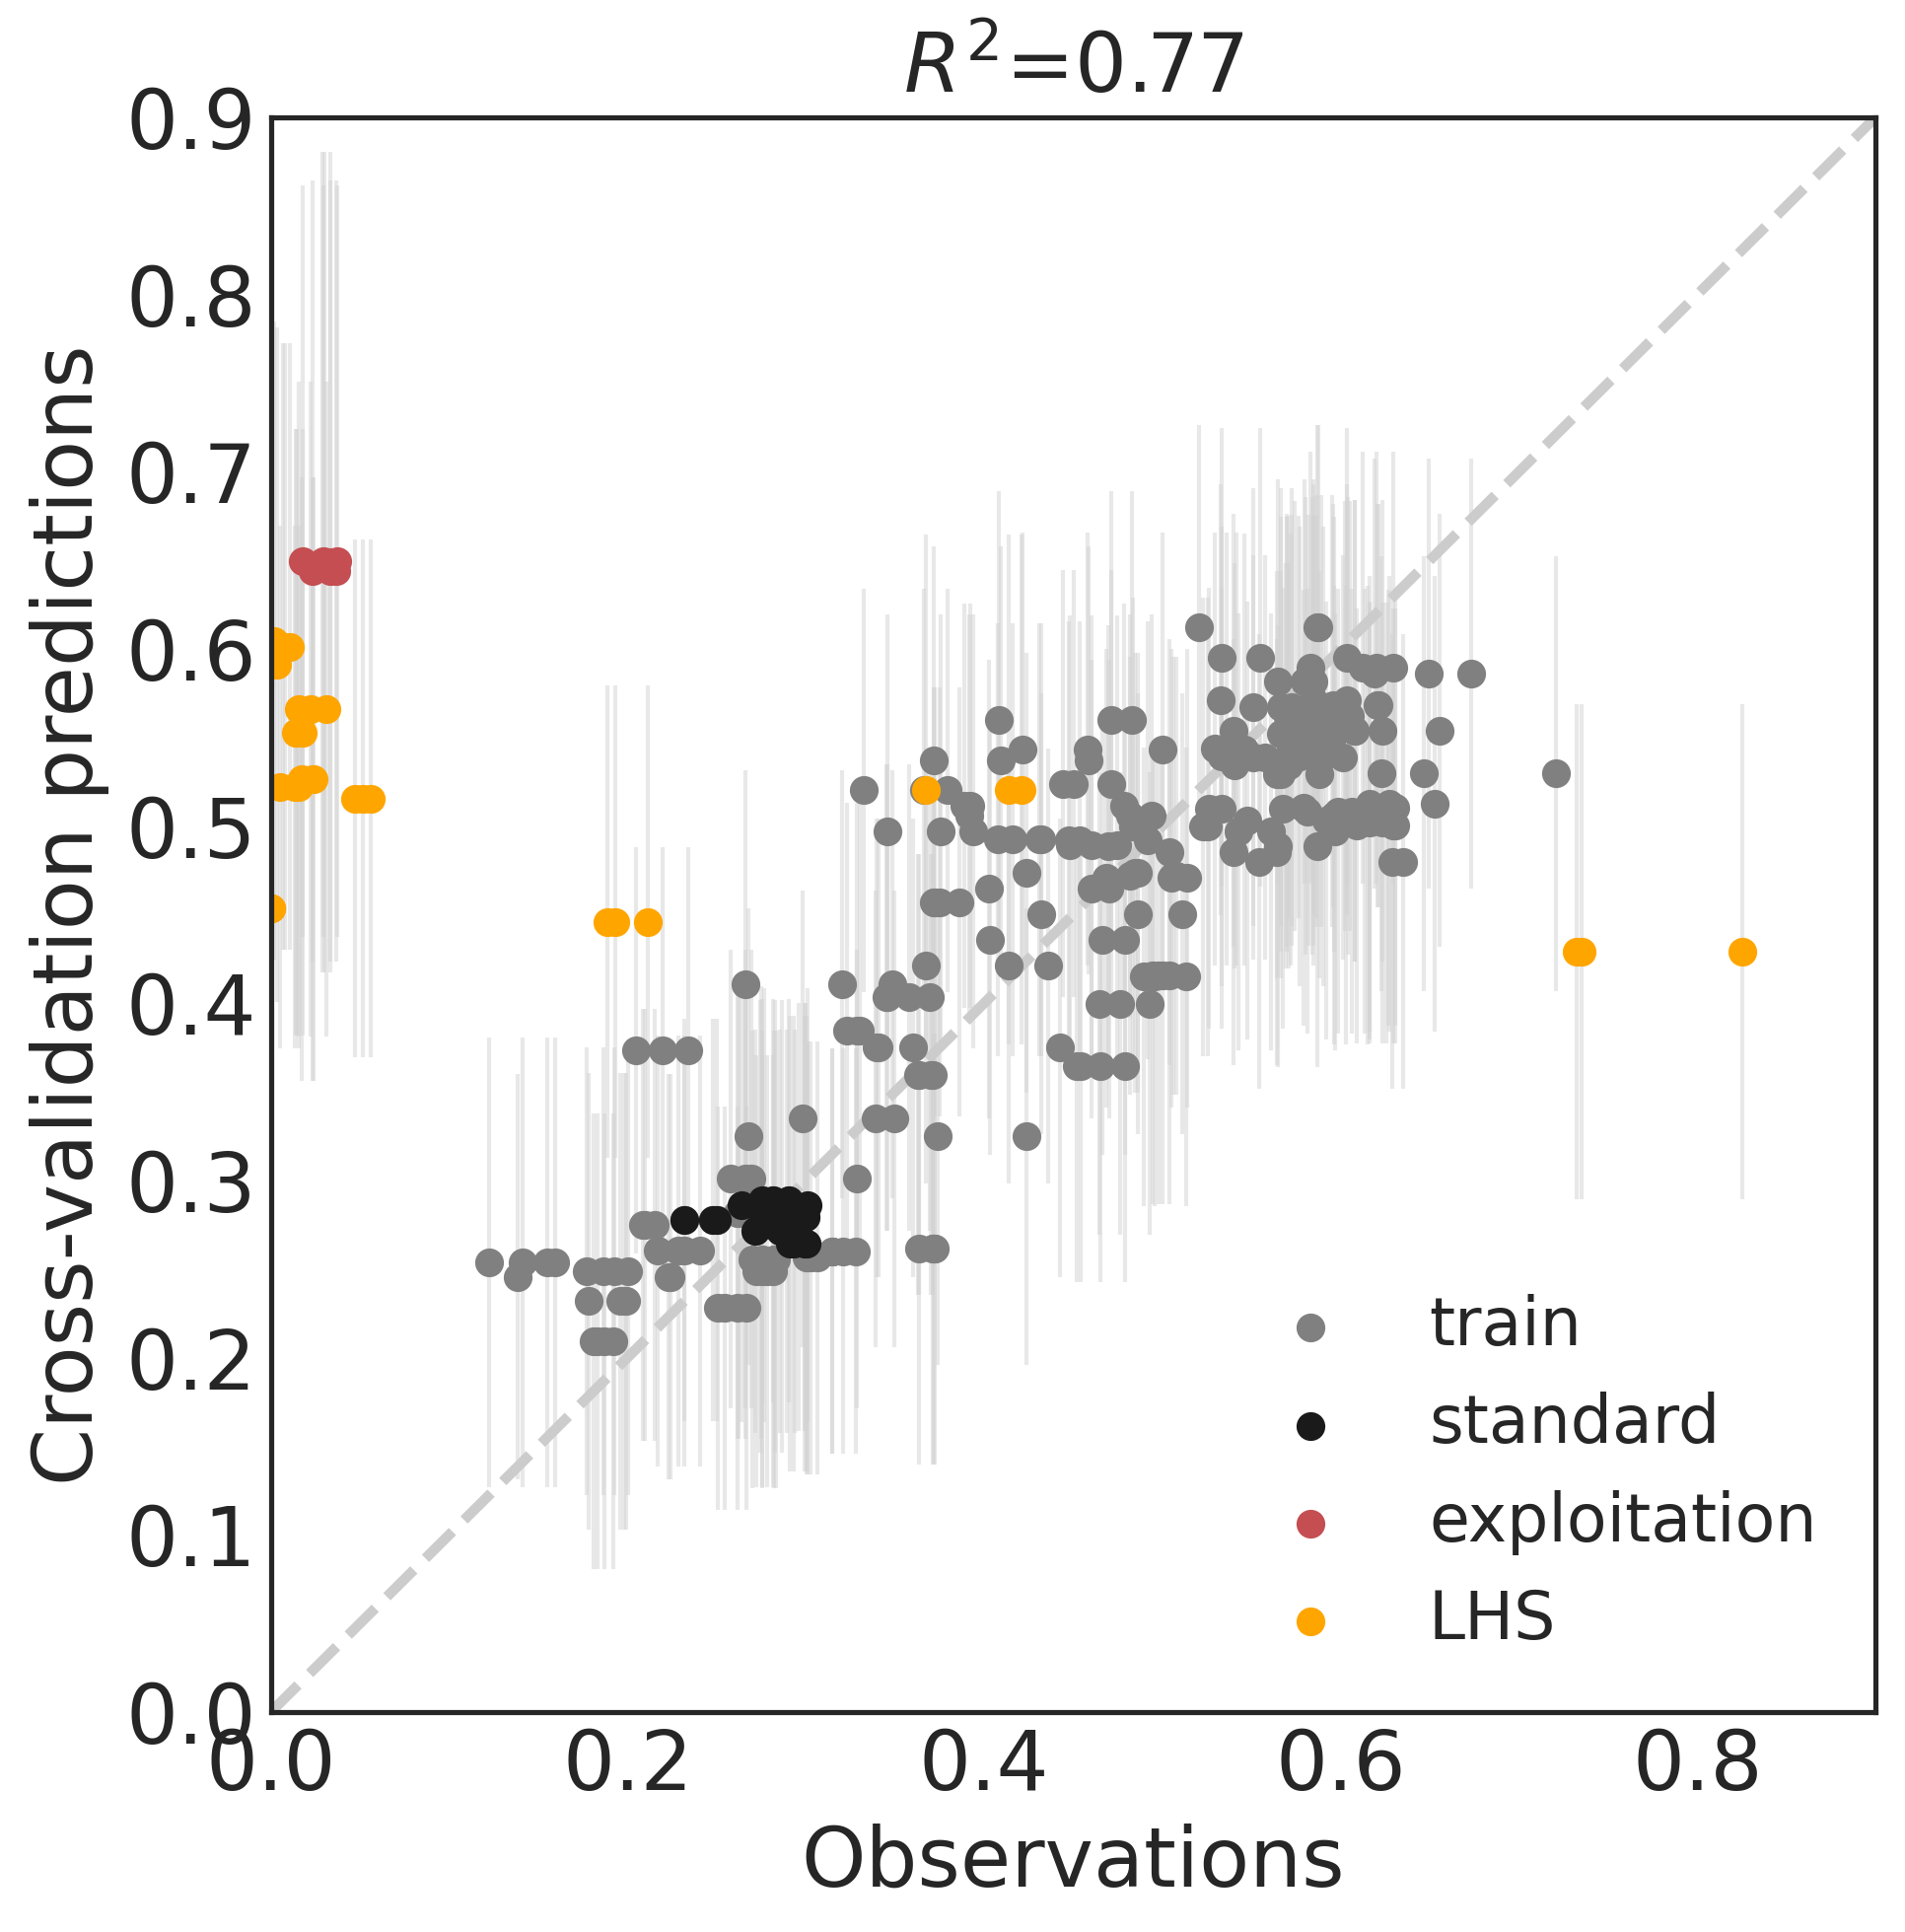 R²=0.77
0.9
0.8
0.7
0.6
0.5
0.4
0.3
0.2
0.1
0.0
Cross-validation predictions
train
standard
exploitation
LHS
0.0 0.2 0.4 0.6 0.8
Observations